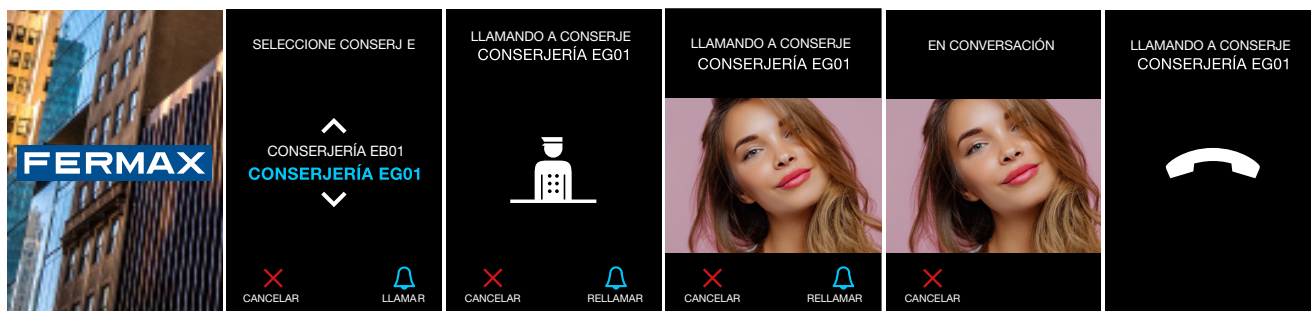 FERMAX
SELECCIONE CONSERJ E
CONSERJERÍA EB01
CONSERJERÍA EG01
CANCELAR
LLAMAR
LLAMANDO A CONSERJE
CONSERJERÍA EG01
CANCELAR
RELLAMAR
LLAMANDO A CONSERJE
CONSERJERÍA EG01
CANCELAR
RELLAMAR
EN CONVERSACIÓN
CANCELAR
LLAMANDO A CONSERJE
CONSERJERÍA EG01